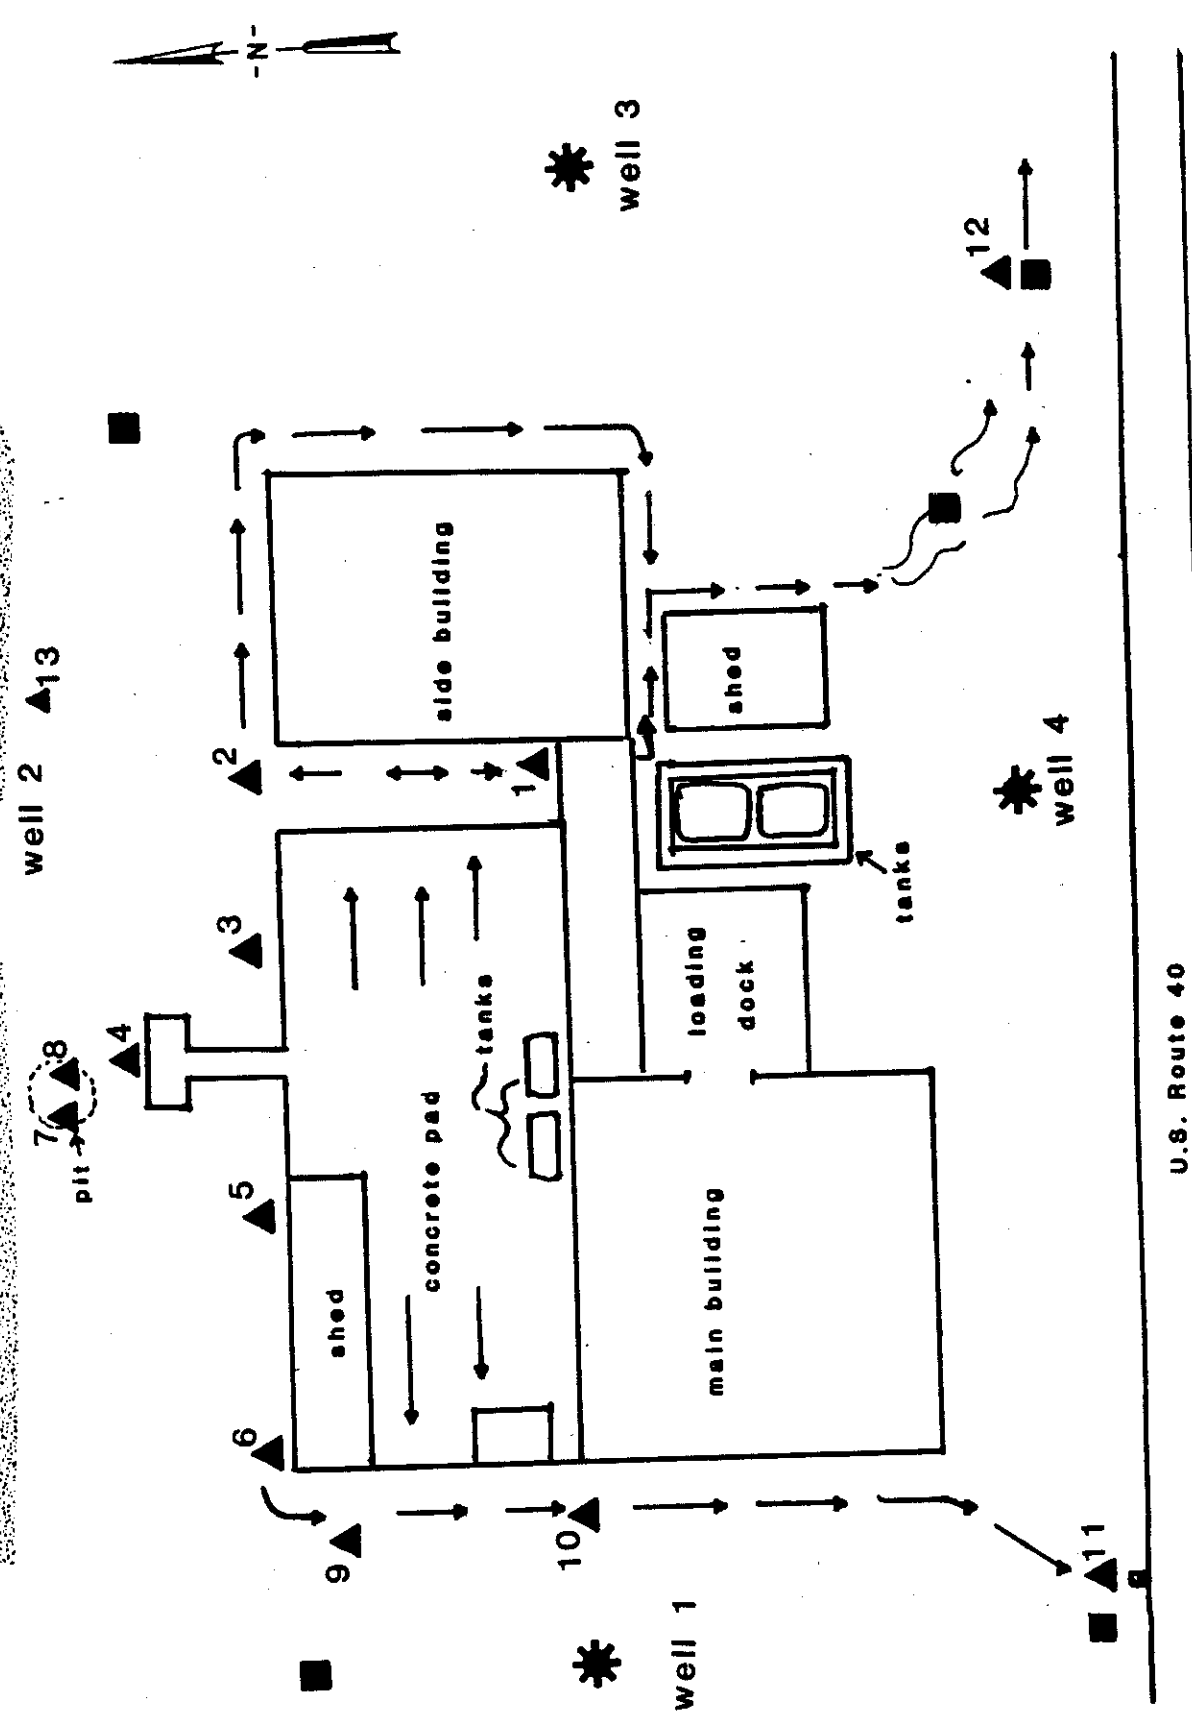 -N-
well 3
12
well 2
13
2
side building
1
shed
well 4
tanks
3
4
8
7
pit
5
6
tanks
concrete pad
shed
loading
dock
main building
9
10
11
well 1
U.S. Route 40